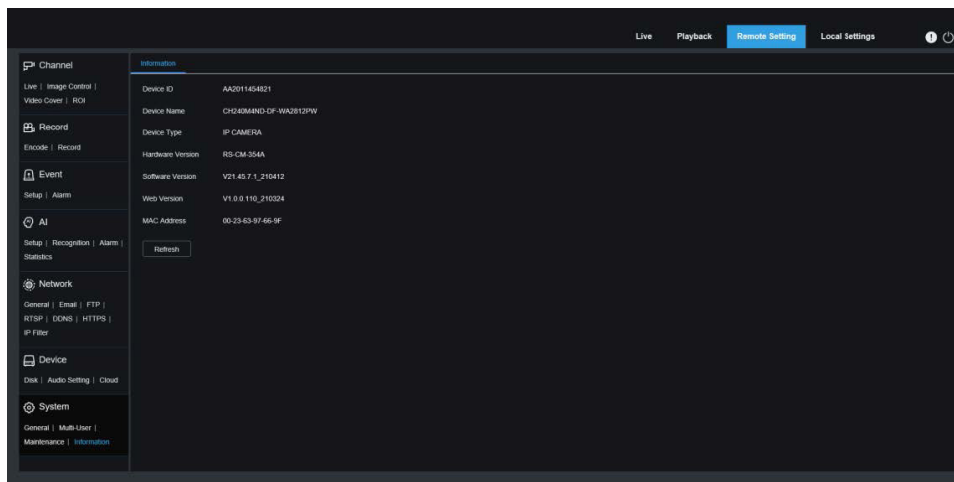 Live Playback Remote Setting Local Settings
Channel
Live | Image Control |
Video Cover | ROI
Record
Encode | Record
Event
Setup | Alarm
AI
Setup | Recognition | Alarm |
Statistics
Network
General | Email | FTP |
RTSP | DDNS | HTTPS |
IP Filter
Device
Disk | Audio Setting | Cloud
System
General | Multi-User |
Maintenance | Information
Information
Device ID AA2011454821
Device Name CH240M4ND-DF-WA2812PW
Device Type IP CAMERA
Hardware Version RS-CM-354A
Software Version V21.45.7.1_210412
Web Version V1.0.0.110_210324
MAC Address 00-23-63-97-66-9F
Refresh